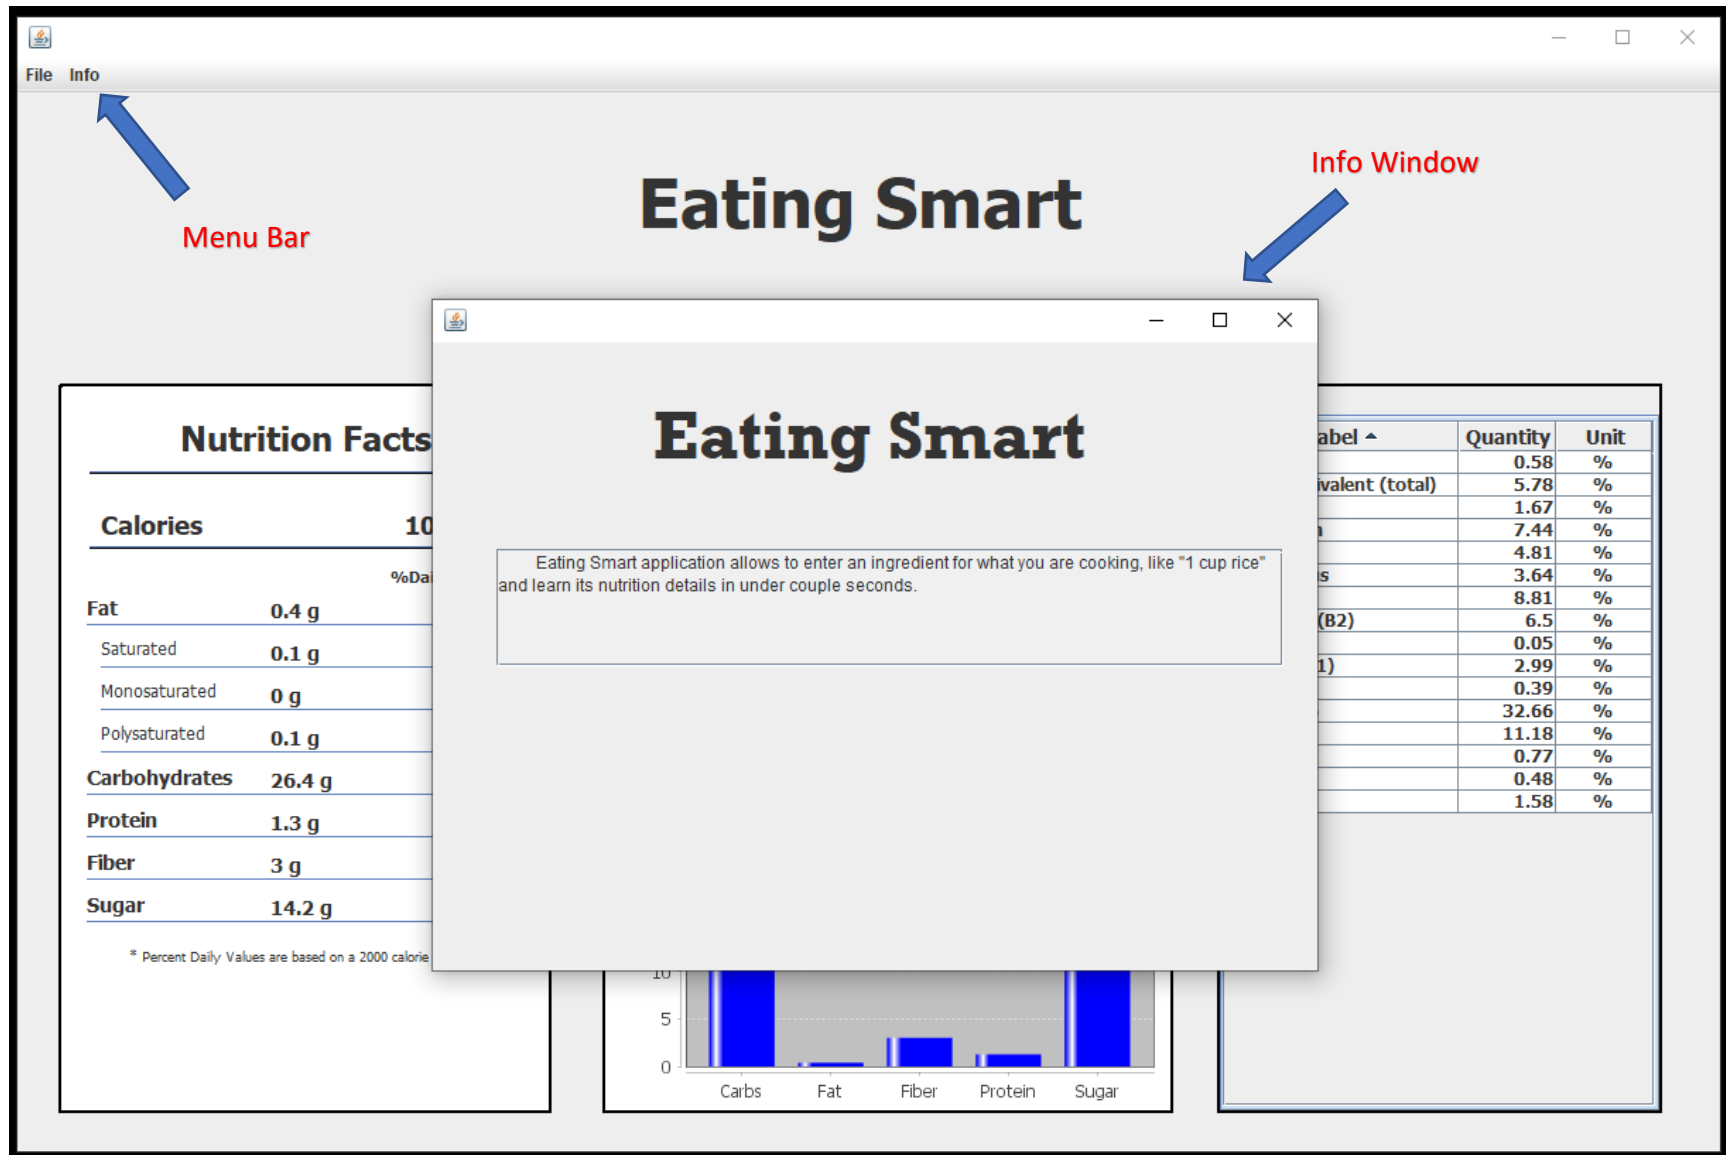 File Info
Menu Bar
Info Window
Eating Smart
Eating Smart
Eating Smart application allows to enter an ingredient for what you are cooking, like "1 cup rice"
and learn its nutrition details in under couple seconds.
Nutrition Facts
Calories 10
%Dai
Fat 0.4 g
Saturated 0.1 g
Monosaturated 0 g
Polysaturated 0.1 g
Carbohydrates 26.4 g
Protein 1.3 g
Fiber 3 g
Sugar 14.2 g
* Percent Daily Values are based on a 2000 calorie
10
5
0
Carbs Fat Fiber Protein Sugar
abel Quantity Unit
0.58 %
ivalent (total) 5.78 %
1.67 %
7.44 %
4.81 %
us 3.64 %
8.81 %
(B2) 6.5 %
0.05 %
1) 2.99 %
0.39 %
32.66 %
11.18 %
0.77 %
0.48 %
1.58 %